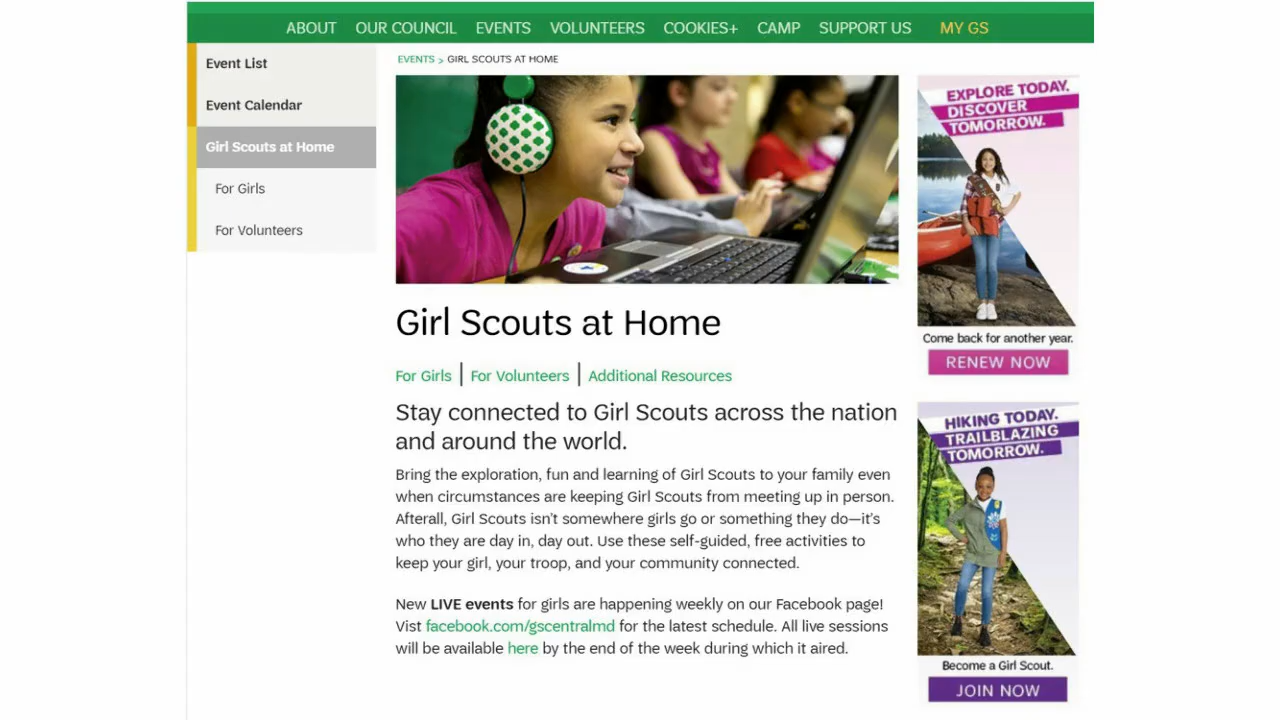 ABOUT OUR COUNCIL EVENTS VOLUNTEERS COOKIES+ CAMP SUPPORT US MY GS
Event List
Event Calendar
Girl Scouts at Home
For Girls
For Volunteers
EVENTS > GIRL SCOUTS AT HOME
Girl Scouts at Home
For Girls | For Volunteers | Additional Resources
Stay connected to Girl Scouts across the nation
and around the world.
Bring the exploration, fun and learning of Girl Scouts to your family even
when circumstances are keeping Girl Scouts from meeting up in person.
Afterall, Girl Scouts isn't somewhere girls go or something they do—it's
who they are day in, day out. Use these self-guided, free activities to
keep your girl, your troop, and your community connected.
New LIVE events for girls are happening weekly on our Facebook page!
Vist facebook.com/gscentralmd for the latest schedule. All live sessions
will be available here by the end of the week during which it aired.
EXPLORE TODAY.
DISCOVER
TOMORROW.
Come back for another year.
RENEW NOW
HIKING TODAY.
TRAILBLAZING
TOMORROW.
Become a Girl Scout.
JOIN NOW